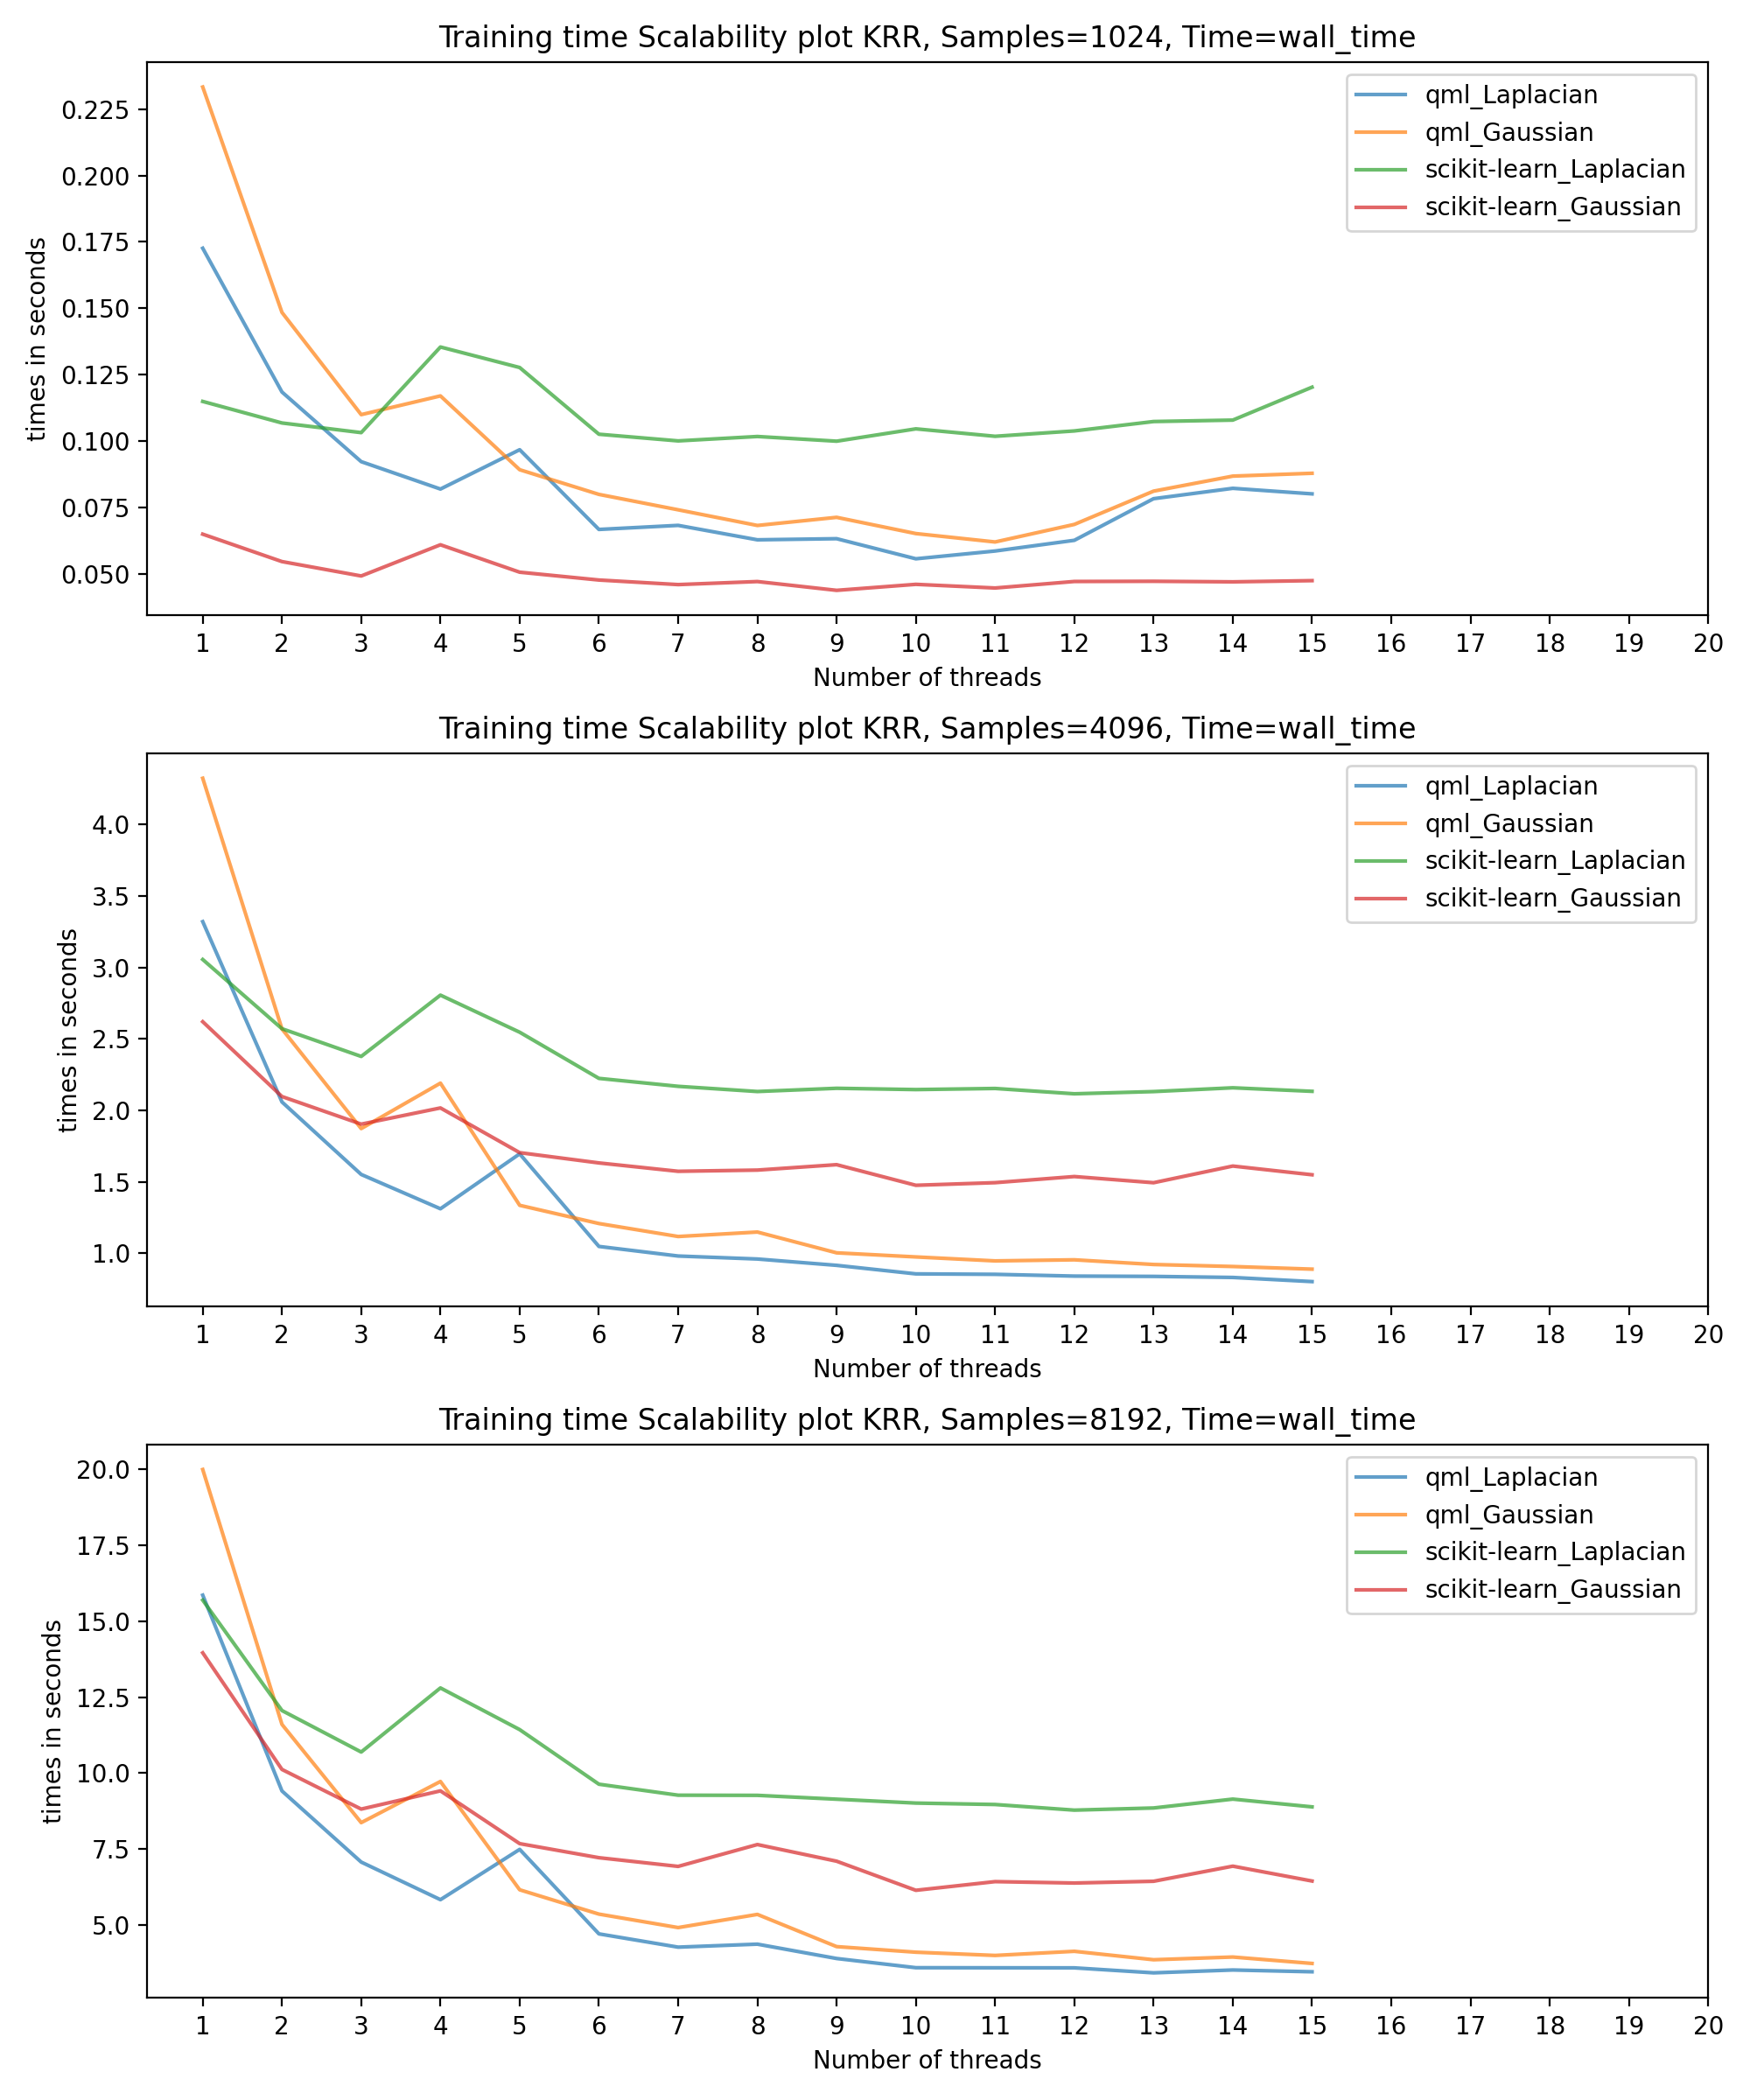 Training time Scalability plot KRR, Samples=1024, Time=wall_time
0.225
0.200
0.175
0.150
0.125
0.100
0.075
0.050
times in seconds
qml_Laplacian
qml_Gaussian
scikit-learn_Laplacian
scikit-learn_Gaussian
1 2 3 4 5 6 7 8 9 10 11 12 13 14 15 16 17 18 19 20
Number of threads
Training time Scalability plot KRR, Samples=4096, Time=wall_time
4.0
3.5
3.0
2.5
2.0
1.5
1.0
times in seconds
qml_Laplacian
qml_Gaussian
scikit-learn_Laplacian
scikit-learn_Gaussian
1 2 3 4 5 6 7 8 9 10 11 12 13 14 15 16 17 18 19 20
Number of threads
Training time Scalability plot KRR, Samples=8192, Time=wall_time
20.0
17.5
15.0
12.5
10.0
7.5
5.0
times in seconds
qml_Laplacian
qml_Gaussian
scikit-learn_Laplacian
scikit-learn_Gaussian
1 2 3 4 5 6 7 8 9 10 11 12 13 14 15 16 17 18 19 20
Number of threads